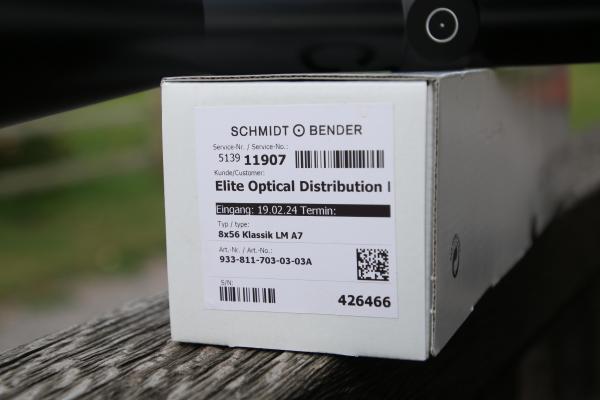 SCHMIDT BENDER
Service-Nr. / Service-No.:
5139 11907
Kunde/Customer:
Elite Optical Distribution
Eingang: 19.02.24 Termin:
Typ / type:
8x56 Klassik LM A7
Art.-Nr. / Art.-No.:
933-811-703-03-03A
S/N:
426466